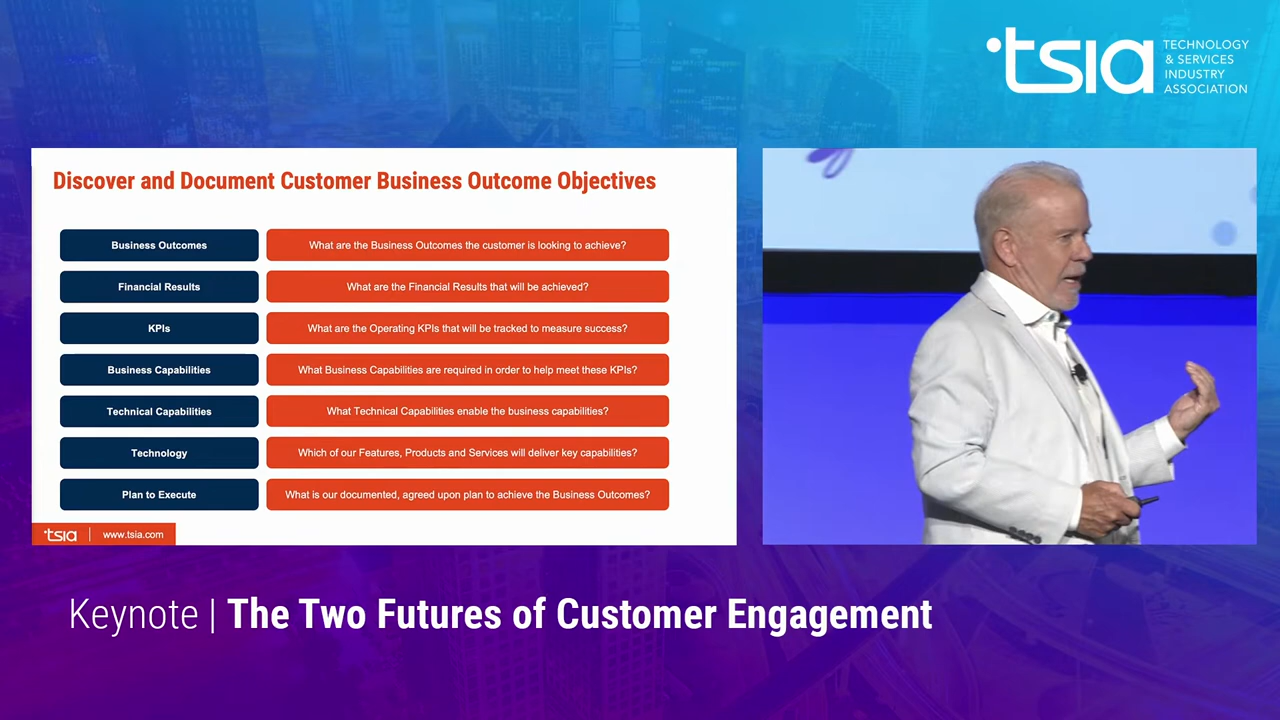 tsia TECHNOLOGY
& SERVICES
INDUSTRY
ASSOCIATION
Discover and Document Customer Business Outcome Objectives
Business Outcomes What are the Business Outcomes the customer is looking to achieve?
Financial Results What are the Financial Results that will be achieved?
KPIs What are the Operating KPIs that will be tracked to measure success?
Business Capabilities What Business Capabilities are required in order to help meet these KPIs?
Technical Capabilities What Technical Capabilities enable the business capabilities?
Technology Which of our Features, Products and Services will deliver key capabilities?
Plan to Execute What is our documented, agreed upon plan to achieve the Business Outcomes?
tsia | www.tsia.com
Keynote | The Two Futures of Customer Engagement